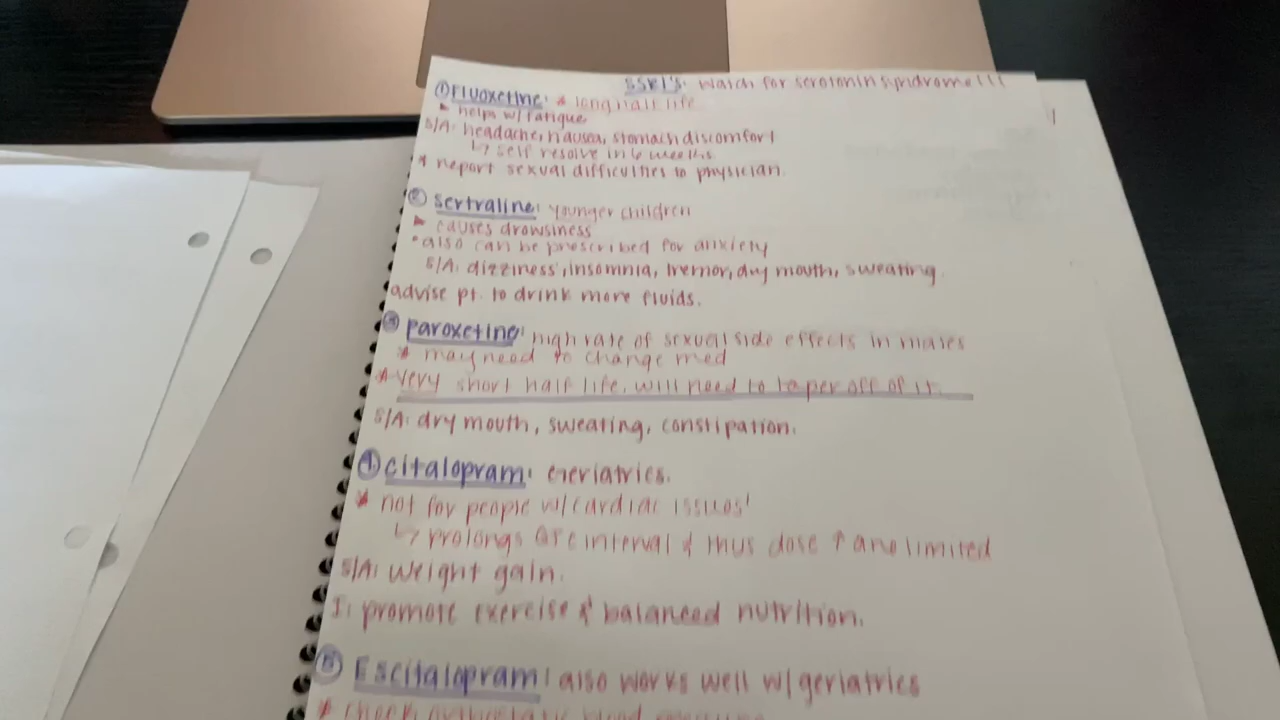 SSRI's: watch for serotonin syndrome!!!
① Fluoxetine: * long half life
▸ helps w/ fatigue
S/A: headache, nausea, stomach discomfort
↳ self resolve in 6 weeks.
* report sexual difficulties to physician.
② sertraline: younger children
▸ causes drowsiness
* also can be prescribed for anxiety
S/A: dizziness, insomnia, tremor, dry mouth, sweating.
advise pt. to drink more fluids.
③ paroxetine: high rate of sexual side effects in males
* may need to change med
* very short half life, will need to taper off of it.
S/A: dry mouth, sweating, constipation.
④ citalopram: Geriatrics.
* not for people w/ cardiac issues!
↳ prolongs QTc interval & thus dose ↑ are limited
S/A: weight gain.
I: promote exercise & balanced nutrition.
⑤ Escitalopram: also works well w/ geriatrics
* check orthostatic blood